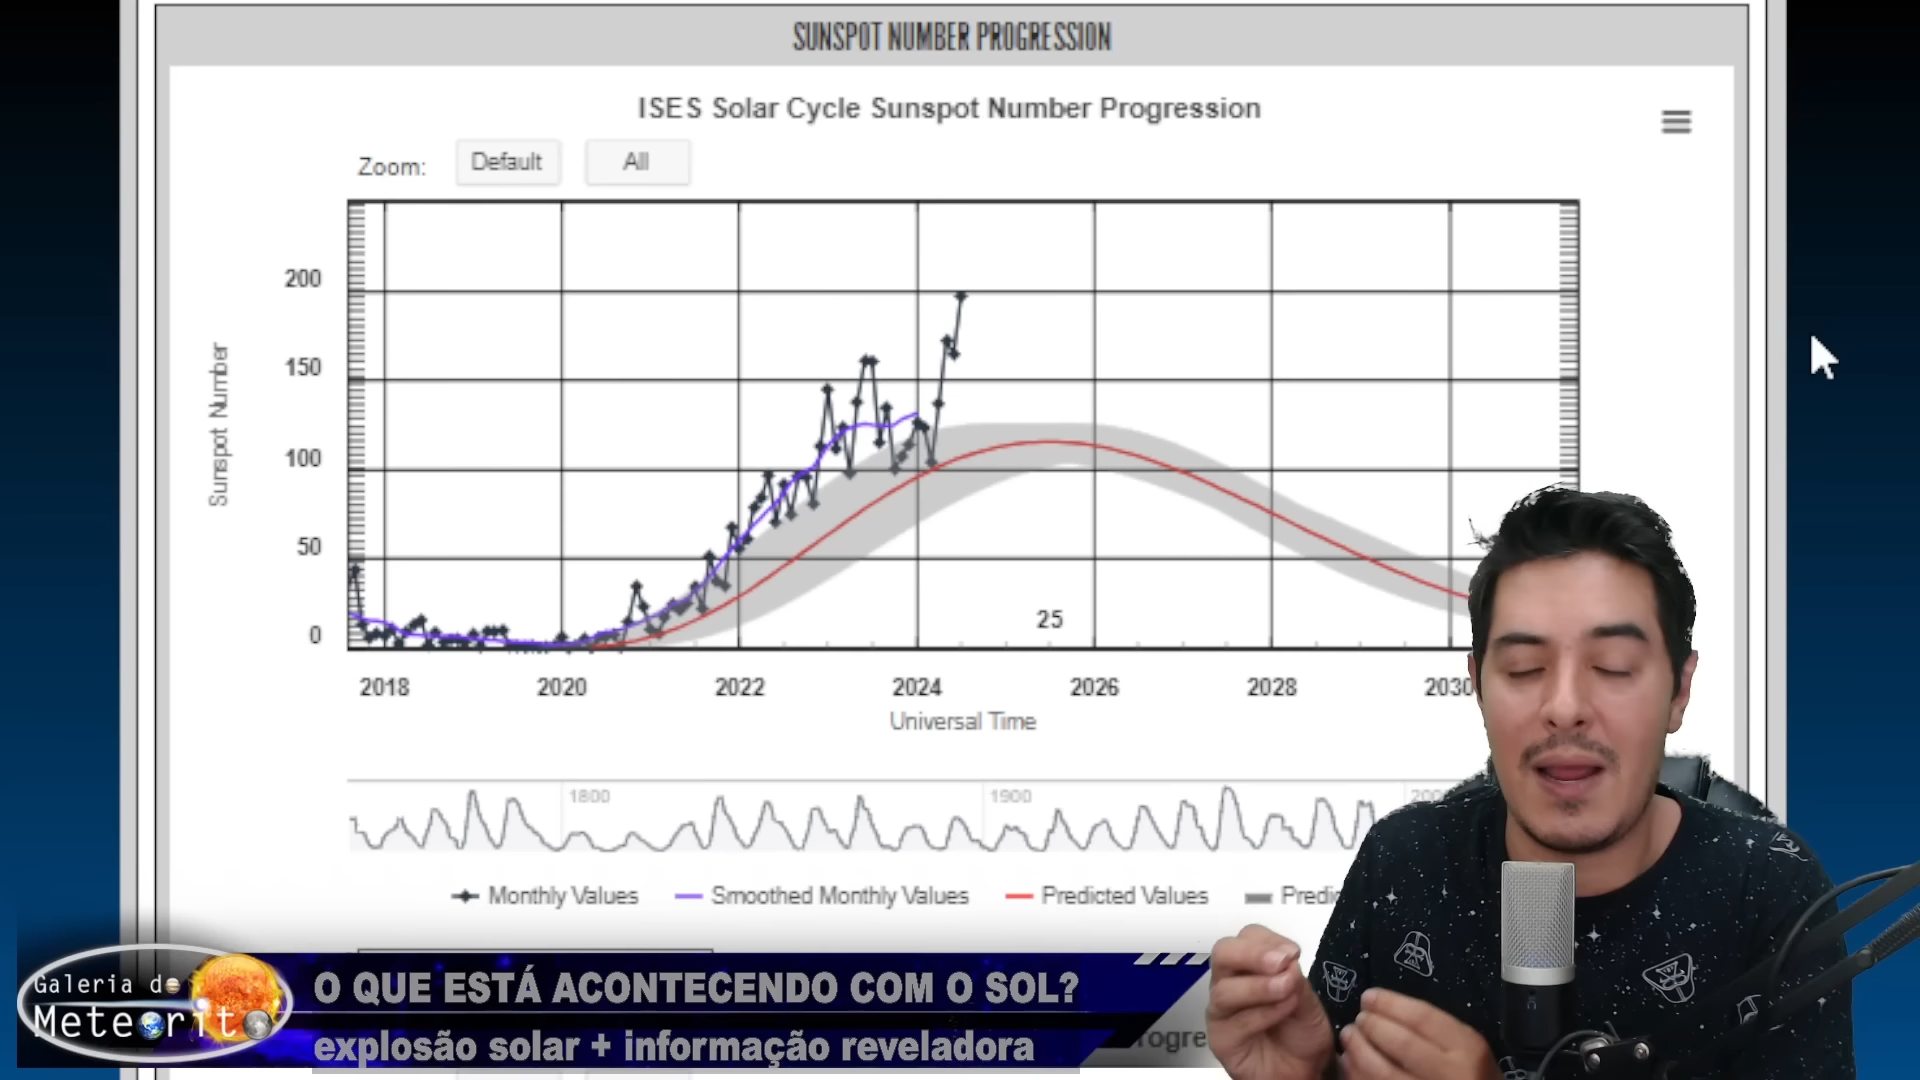 SUNSPOT NUMBER PROGRESSION
ISES Solar Cycle Sunspot Number Progression
Zoom:
Default
All
200
150
100
50
0
Sunspot Number
25
2018
2020
2022
2024
2026
2028
2030
Universal Time
1800
1900
Monthly Values
Smoothed Monthly Values
Predicted Values
Galeria de
Meteorito
O QUE ESTÁ ACONTECENDO COM O SOL?
explosão solar + informação reveladora